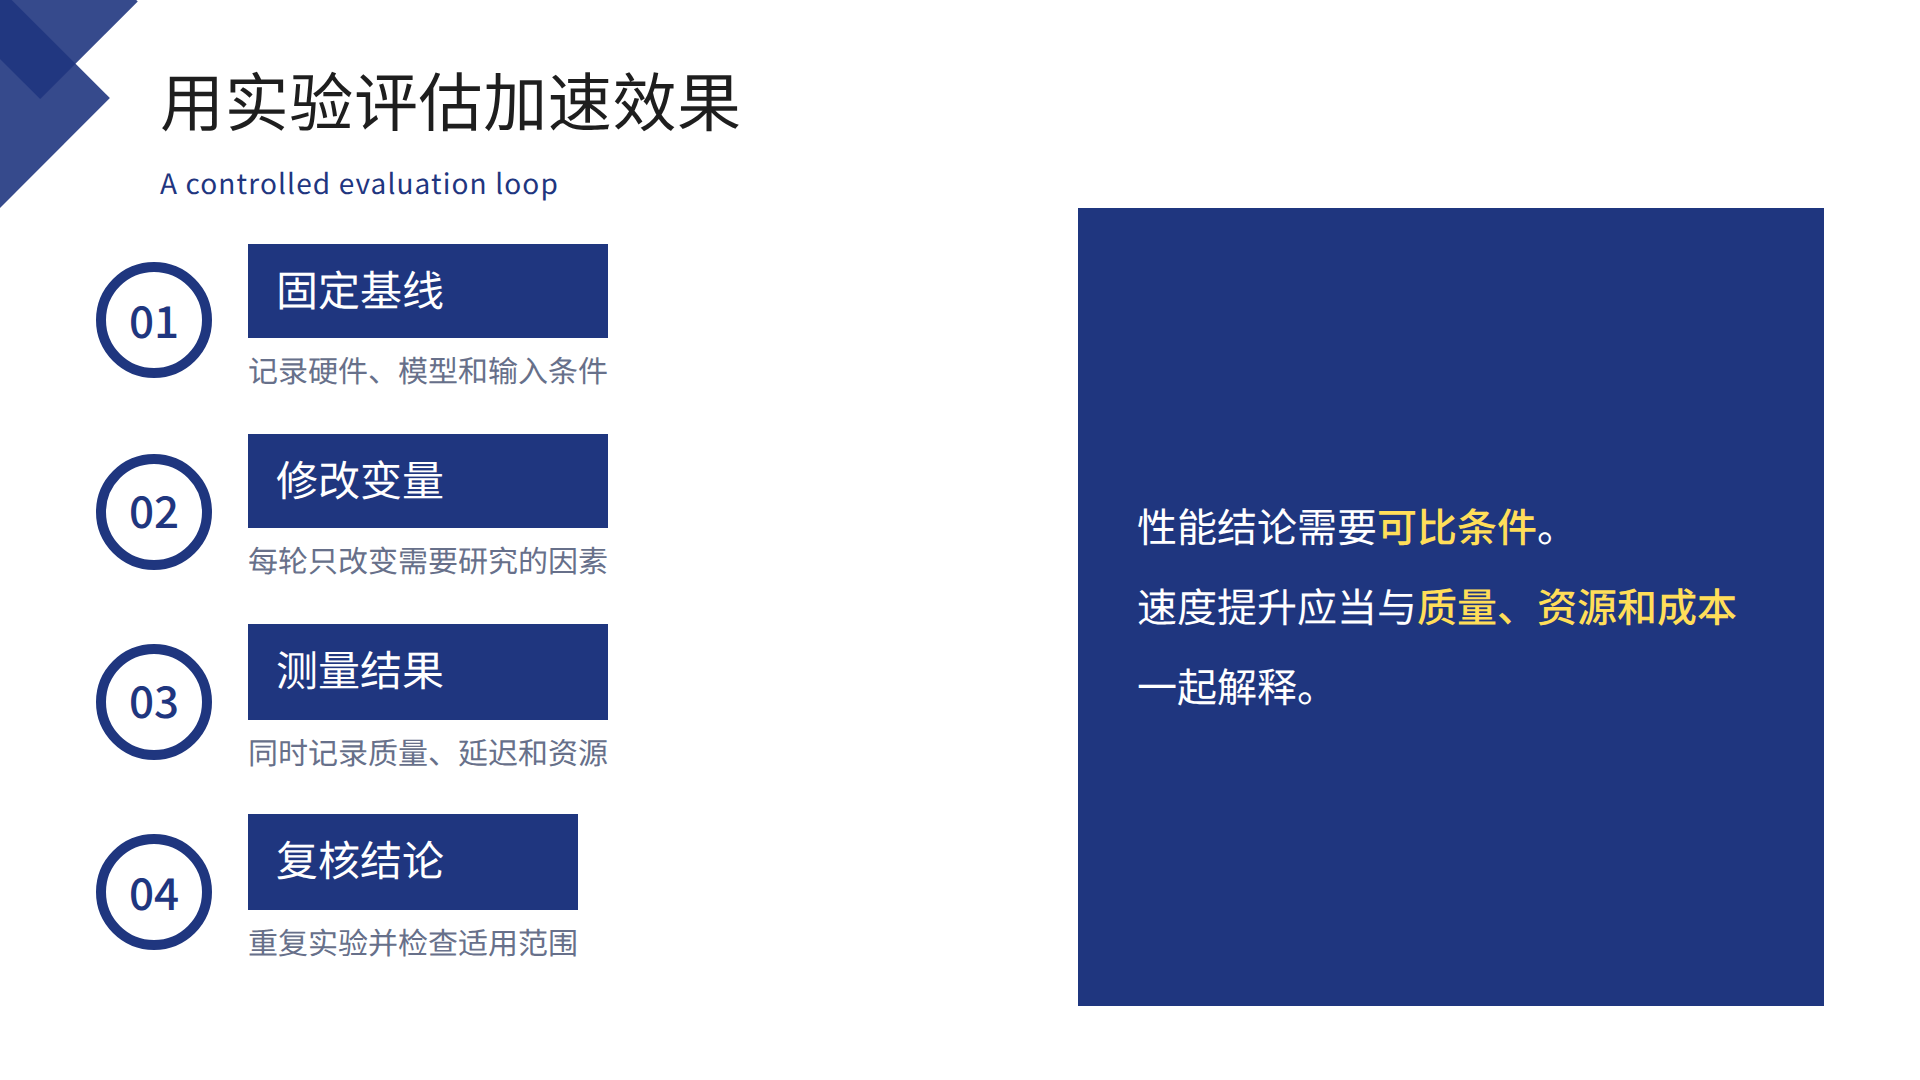 用实验评估加速效果
A controlled evaluation loop
01
固定基线
记录硬件、模型和输入条件
02
修改变量
每轮只改变需要研究的因素
03
测量结果
同时记录质量、延迟和资源
04
复核结论
重复实验并检查适用范围
性能结论需要可比条件。
速度提升应当与质量、资源和成本
一起解释。